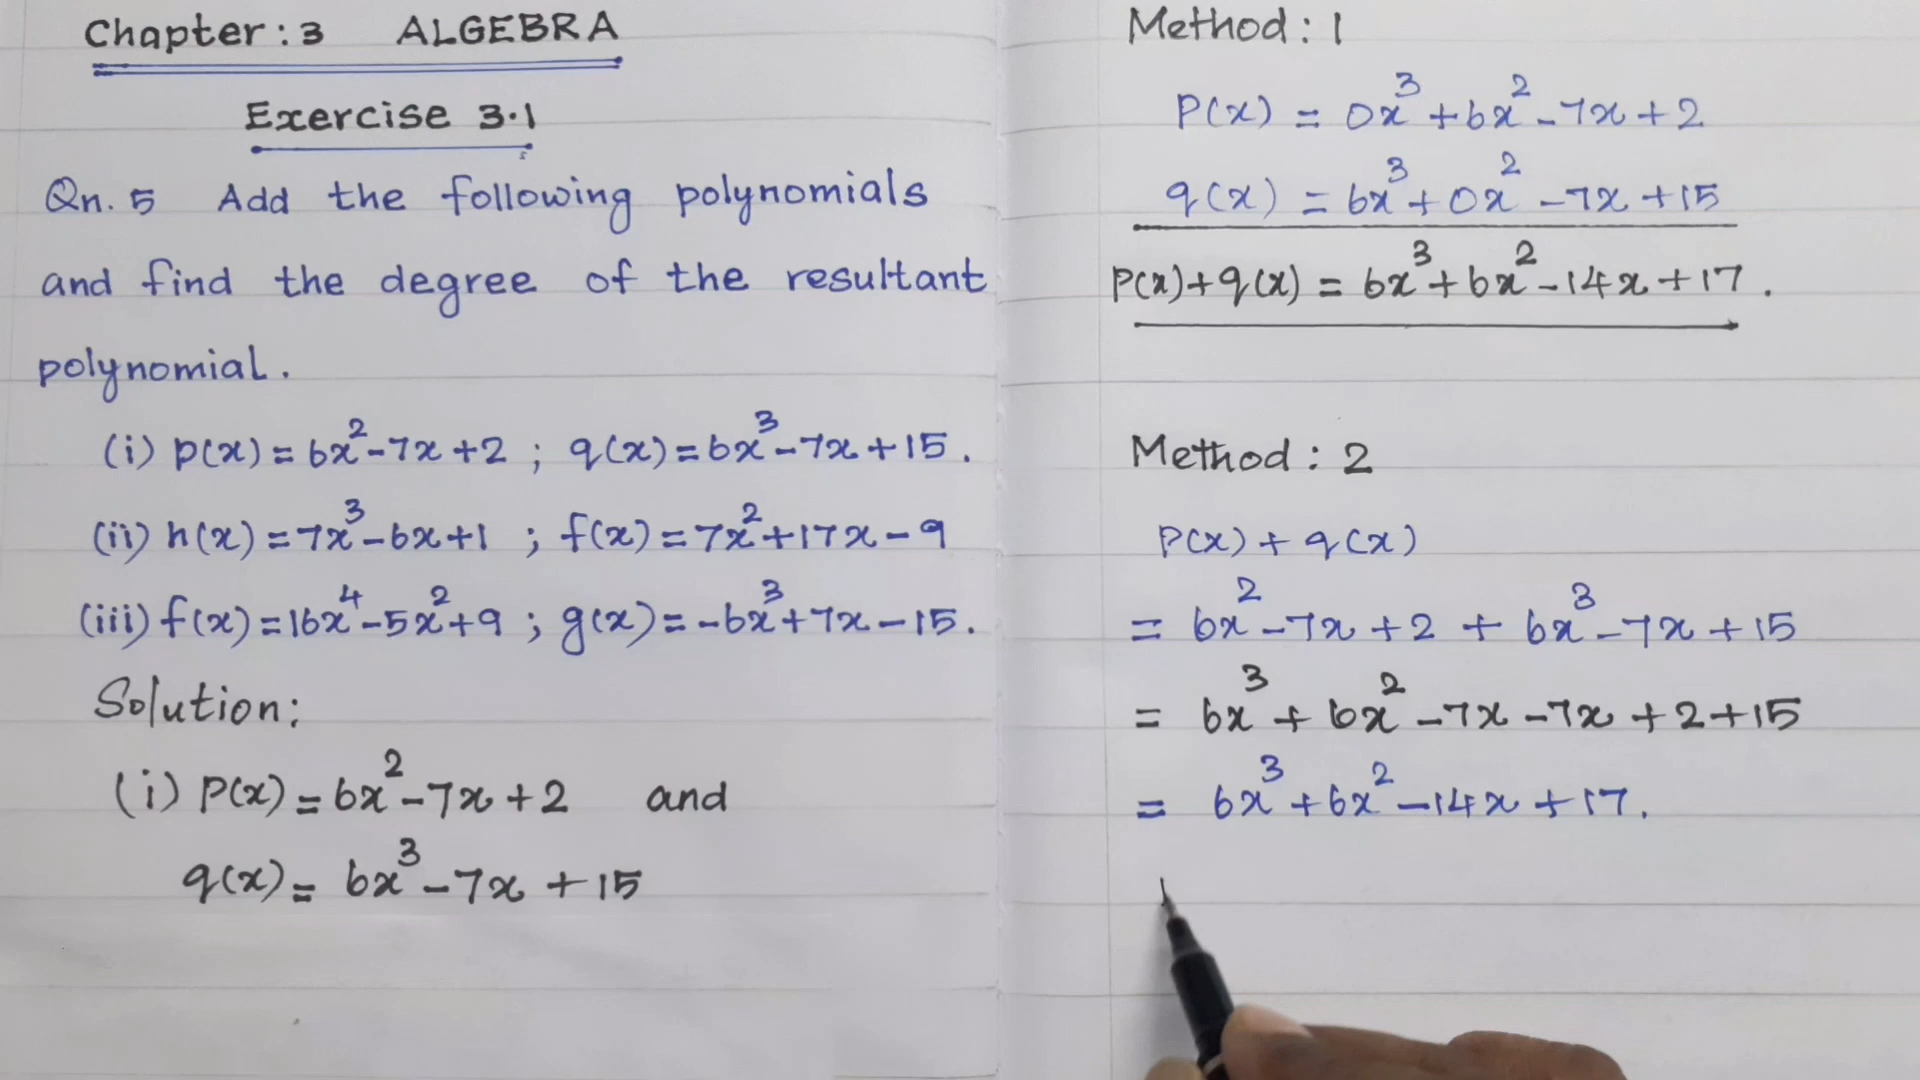 Chapter : 3 ALGEBRA
Exercise 3.1
Qn. 5 Add the following polynomials
and find the degree of the resultant
polynomial.
(i) p(x) = 6x² - 7x + 2 ; q(x) = 6x³ - 7x + 15.
(ii) h(x) = 7x³ - 6x + 1 ; f(x) = 7x² + 17x - 9
(iii) f(x) = 16x⁴ - 5x² + 9 ; g(x) = -6x³ + 7x - 15.
Solution:
(i) P(x) = 6x² - 7x + 2 and
q(x) = 6x³ - 7x + 15
Method : 1
P(x) = 0x³ + 6x² - 7x + 2
q(x) = 6x³ + 0x² - 7x + 15
P(x) + q(x) = 6x³ + 6x² - 14x + 17.
Method : 2
P(x) + q(x)
= 6x² - 7x + 2 + 6x³ - 7x + 15
= 6x³ + 6x² - 7x - 7x + 2 + 15
= 6x³ + 6x² - 14x + 17.